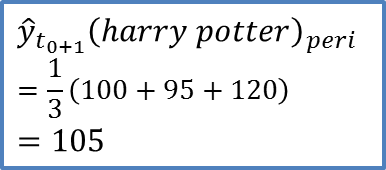 ŷ_{t_{0+1}}(harry potter)_{peri}
= 1/3 (100 + 95 + 120)
= 105